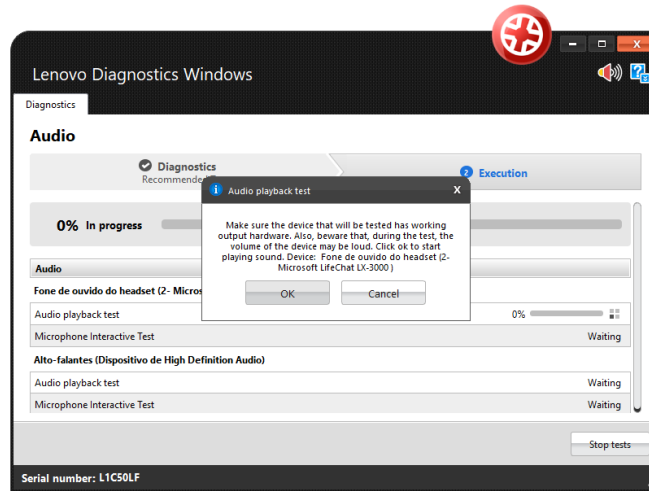 Lenovo Diagnostics Windows
Diagnostics
Audio
Diagnostics
Recommended
2 Execution
Audio playback test
X
0% In progress
Make sure the device that will be tested has working
output hardware. Also, beware that, during the test, the
volume of the device may be loud. Click ok to start
playing sound. Device: Fone de ouvido do headset (2-
Microsoft LifeChat LX-3000 )
OK
Cancel
Audio
Fone de ouvido do headset (2- Micros
Audio playback test
0%
Microphone Interactive Test
Waiting
Alto-falantes (Dispositivo de High Definition Audio)
Audio playback test
Waiting
Microphone Interactive Test
Waiting
Stop tests
Serial number: L1C50LF